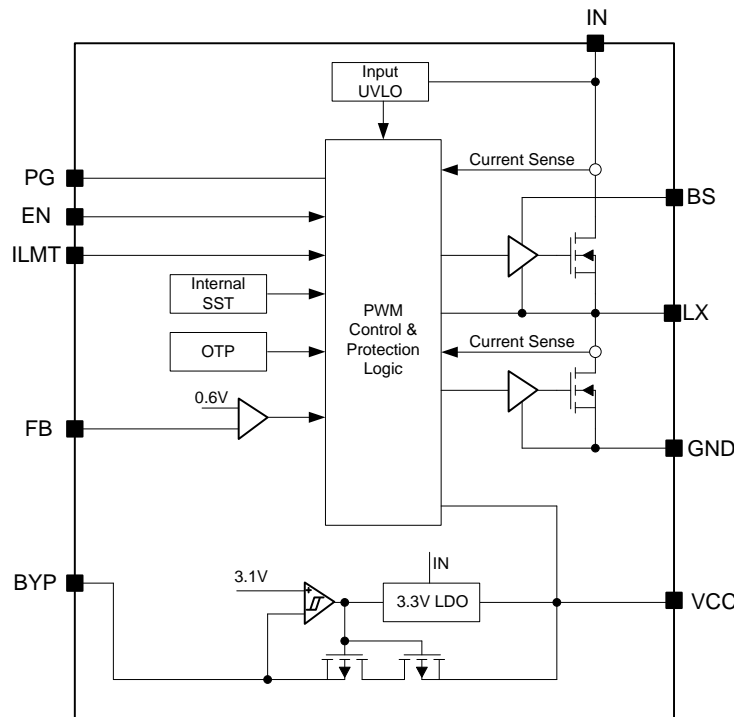 IN
Input
UVLO
Current Sense
PG
BS
EN
ILMT
Internal
SST
PWM
Control &
Protection
Logic
LX
OTP
Current Sense
0.6V
FB
GND
IN
BYP
3.1V
+
3.3V LDO
VCC